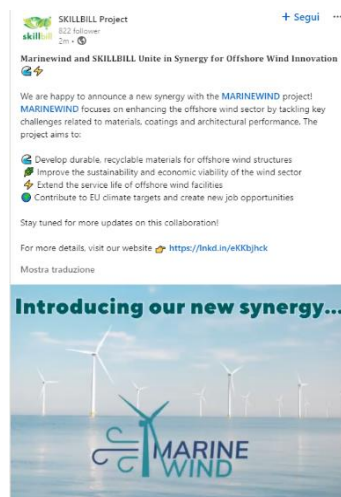 SKILLBILL Project
+ Segui ...
822 follower
2m •
skillbill
Marinewind and SKILLBILL Unite in Synergy for Offshore Wind Innovation
We are happy to announce a new synergy with the MARINEWIND project!
MARINEWIND focuses on enhancing the offshore wind sector by tackling key
challenges related to materials, coatings and architectural performance. The
project aims to:
Develop durable, recyclable materials for offshore wind structures
Improve the sustainability and economic viability of the wind sector
Extend the service life of offshore wind facilities
Contribute to EU climate targets and create new job opportunities
Stay tuned for more updates on this collaboration!
For more details, visit our website 👉 https://lnkd.in/eKKbjhck
Mostra traduzione
Introducing our new synergy...
MARINE
WIND